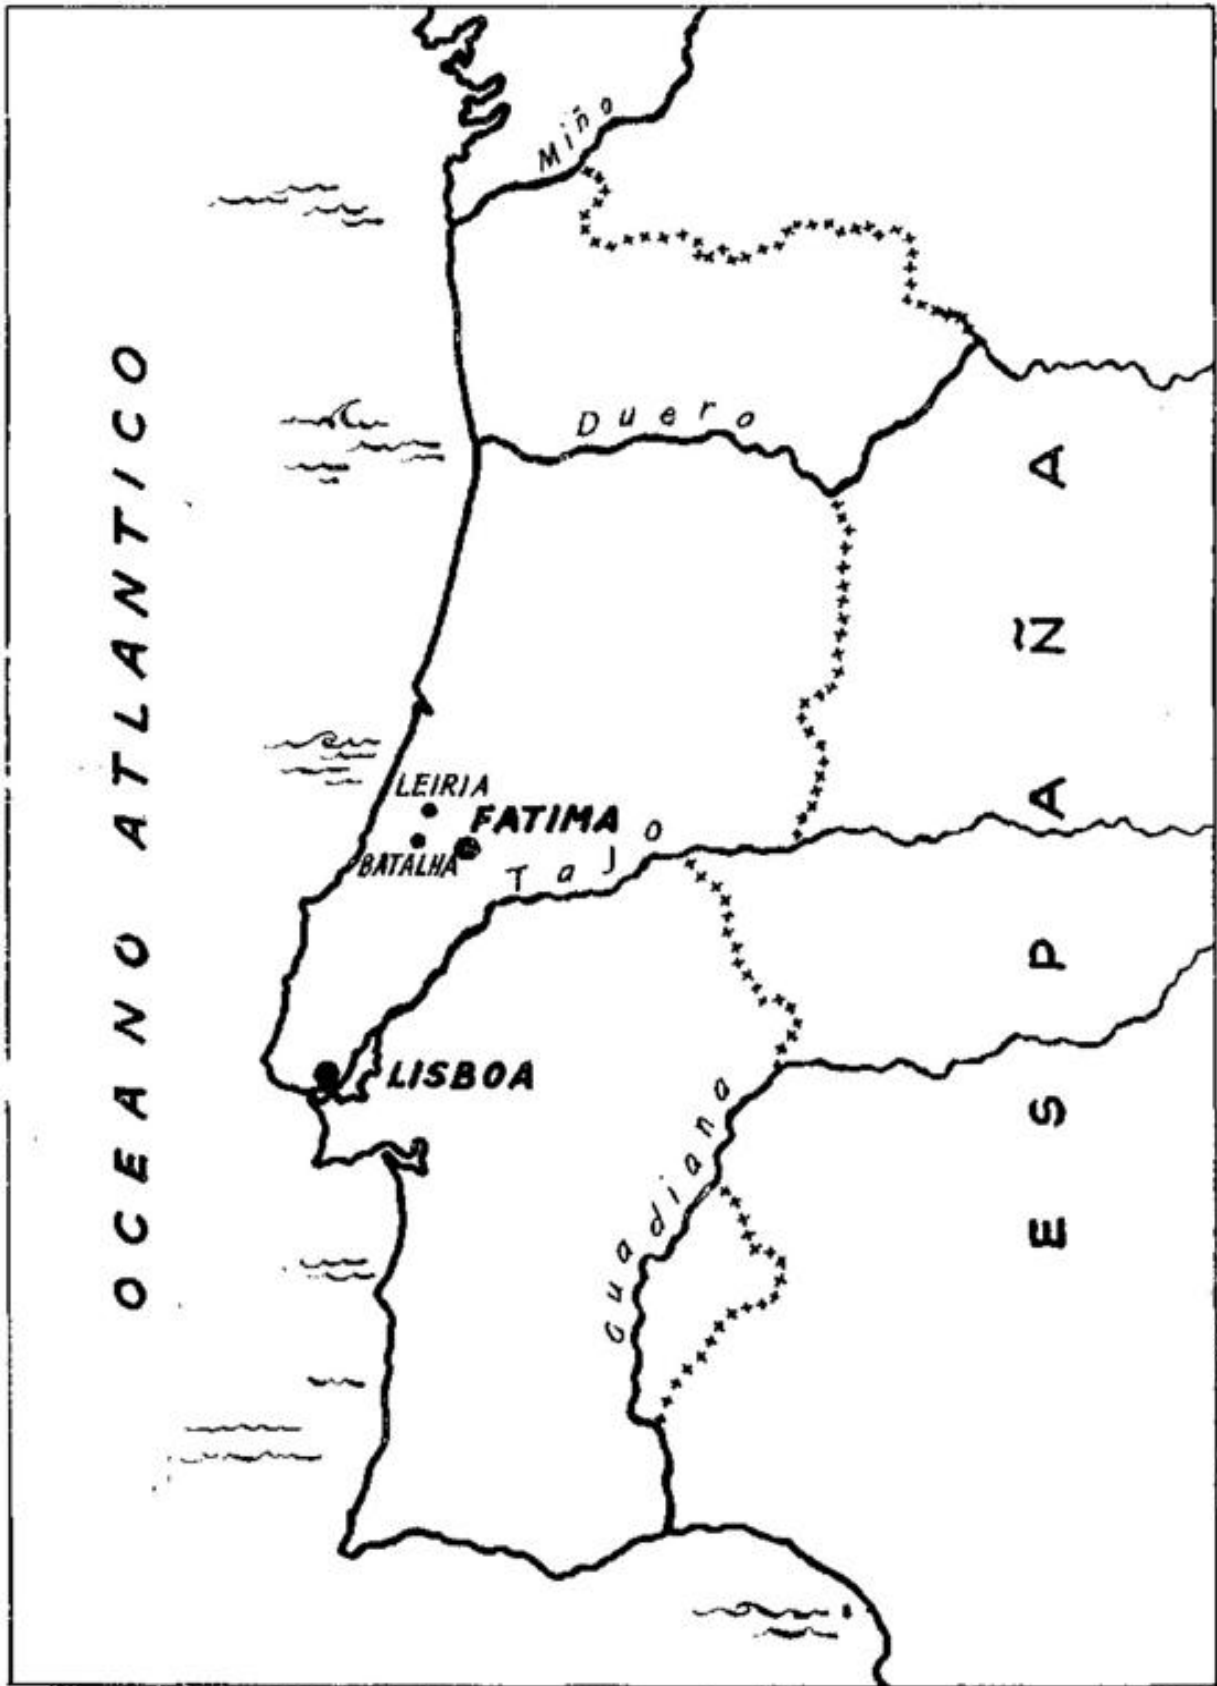 Miño
Duero
OCEANO ATLANTICO
ESPAÑA
LEIRIA
FATIMA
BATALHA
Tajo
LISBOA
Guadiana